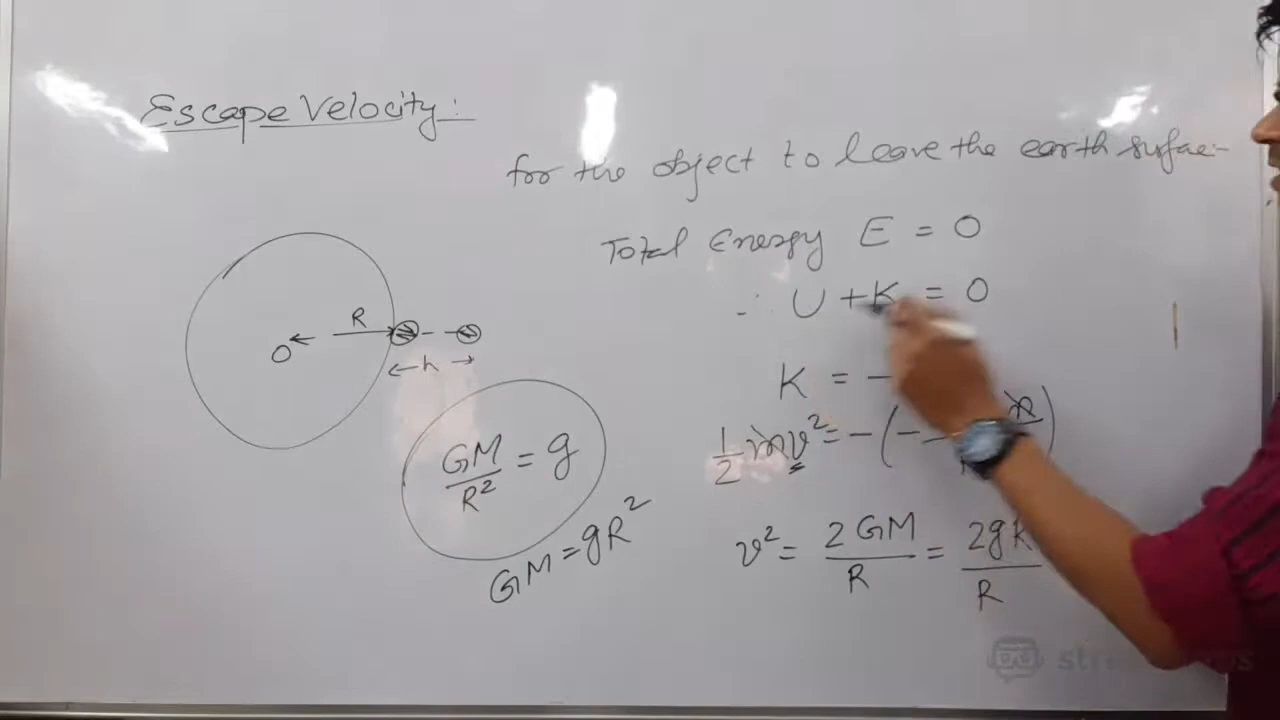 Escape Velocity:
for the object to leave the earth surfae-
Total Energy E = 0
∴ U + K = 0
R
O
h
K = -
1/2 mv² = - ( -
GM/R² = g
GM = gR²
v² = 2GM/R = 2gR/R